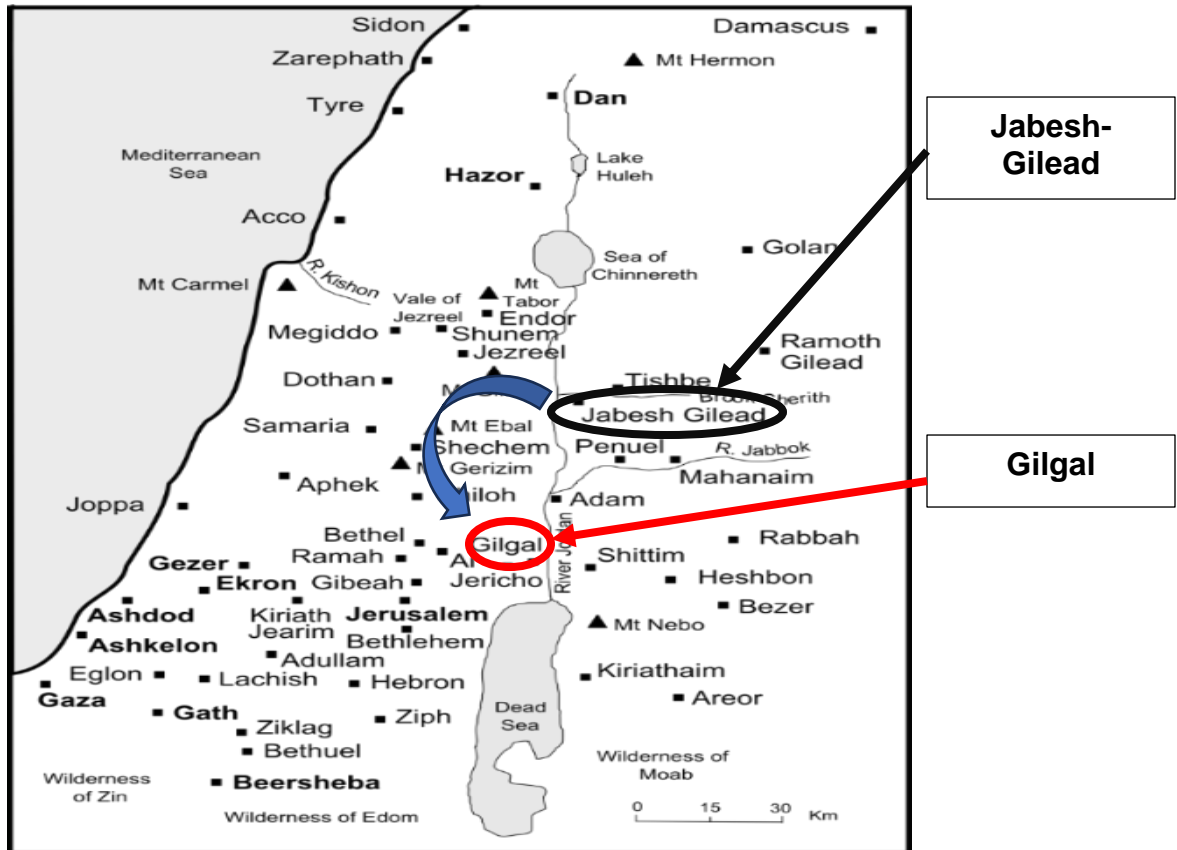 Sidon
Damascus
Zarephath
Mt Hermon
Dan
Tyre
Jabesh-
Gilead
Mediterranean
Sea
Lake
Huleh
Hazor
Acco
Golan
Sea of
Chinnereth
Mt Carmel
R. Kishon
Vale of
Jezreel
Mt
Tabor
Endor
Megiddo
Shunem
Jezreel
Ramoth
Gilead
Dothan
Tishbe
Jabesh Gilead
Samaria
Mt Ebal
Shechem
Penuel
R. Jabbok
Gilgal
Gerizim
Mahanaim
Aphek
Adam
Joppa
Bethel
Gilgal
Rabbah
Ramah
Shittim
Gezer
Jericho
River Jordan
Heshbon
Ekron
Gibeah
Bezer
Ashdod
Kiriath
Jearim
Jerusalem
Mt Nebo
Ashkelon
Bethlehem
Adullam
Eglon
Lachish
Hebron
Kiriathaim
Gaza
Areor
Gath
Ziph
Dead
Sea
Ziklag
Bethuel
Wilderness of
Moab
Wilderness
of Zin
Beersheba
Wilderness of Edom
0 15 30
Km